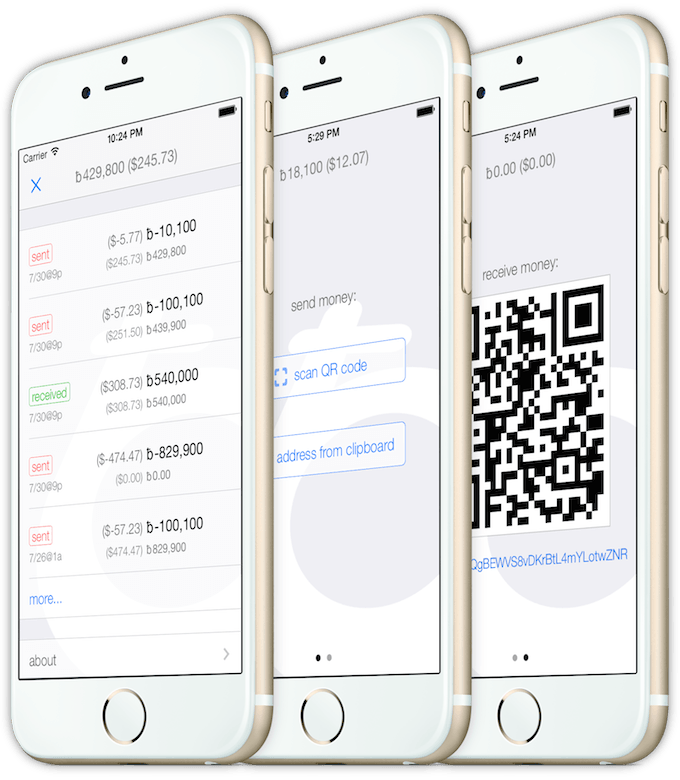 Carrier 10:24 PM
ƀ429,800 ($245.73)
sent
($-5.77) ƀ-10,100
7/30@9p
($245.73) ƀ429,800
sent
($-57.23) ƀ-100,100
7/30@9p
($251.50) ƀ439,900
received
($308.73) ƀ540,000
7/30@9p
($308.73) ƀ540,000
sent
($-474.47) ƀ-829,900
7/30@9p
($0.00) ƀ0.00
sent
($-57.23) ƀ-100,100
7/26@1a
($474.47) ƀ829,900
more...
about
5:29 PM
ƀ18,100 ($12.07)
send money:
scan QR code
address from clipboard
5:24 PM
ƀ0.00 ($0.00)
receive money:
QgBEWVS8vDKrBtL4mYLotwZNR